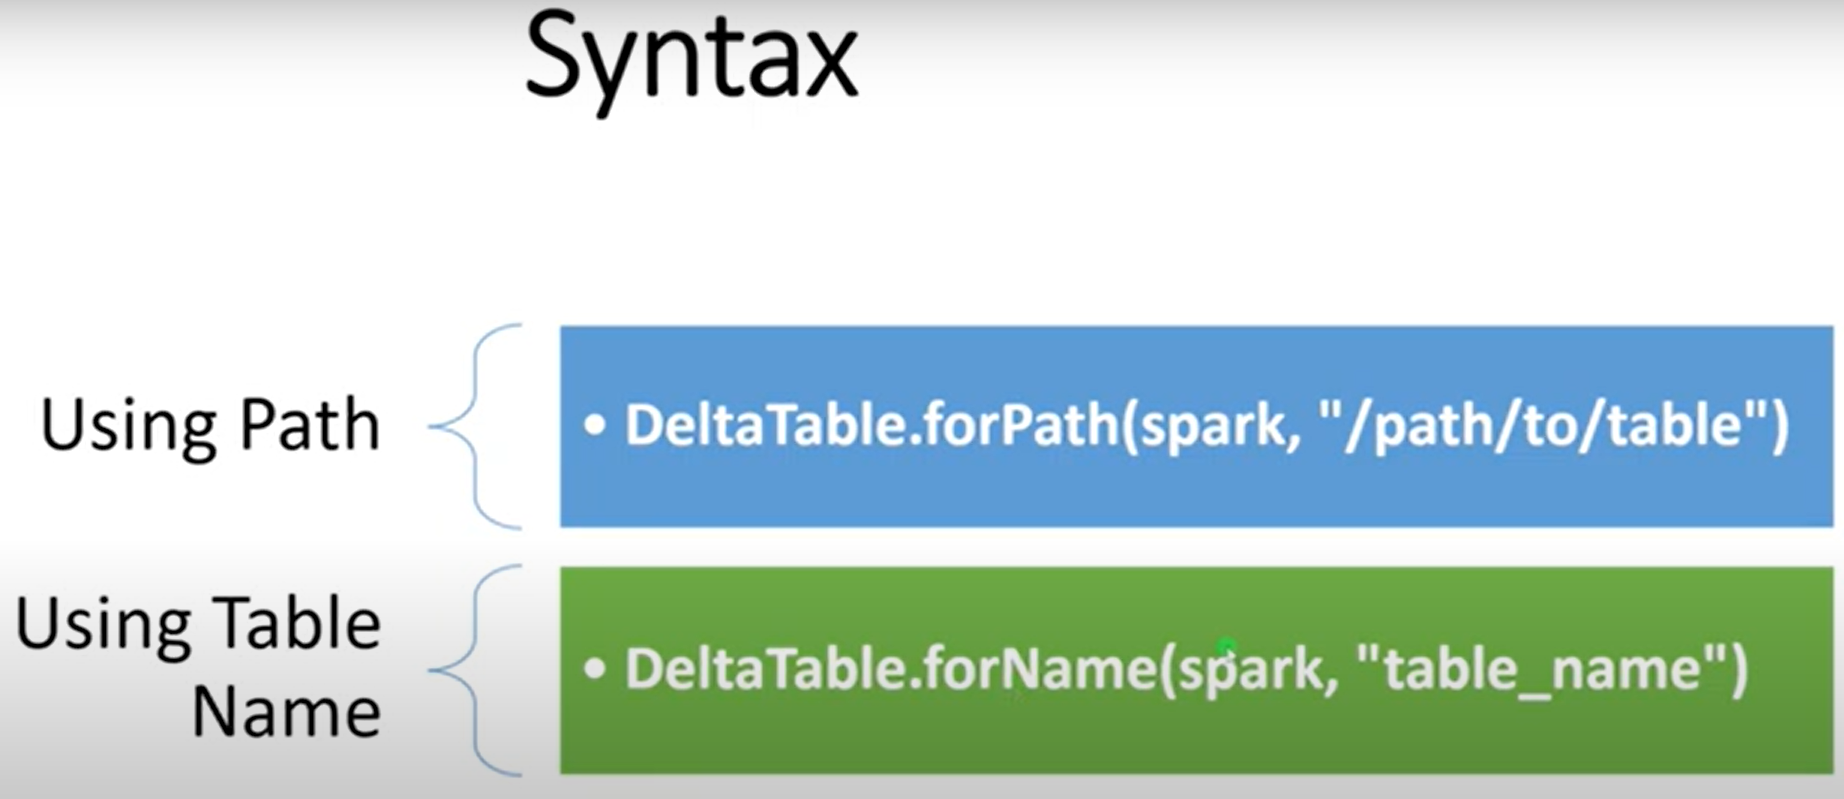 Syntax
Using Path
• DeltaTable.forPath(spark, "/path/to/table")
Using Table
Name
• DeltaTable.forName(spark, "table_name")